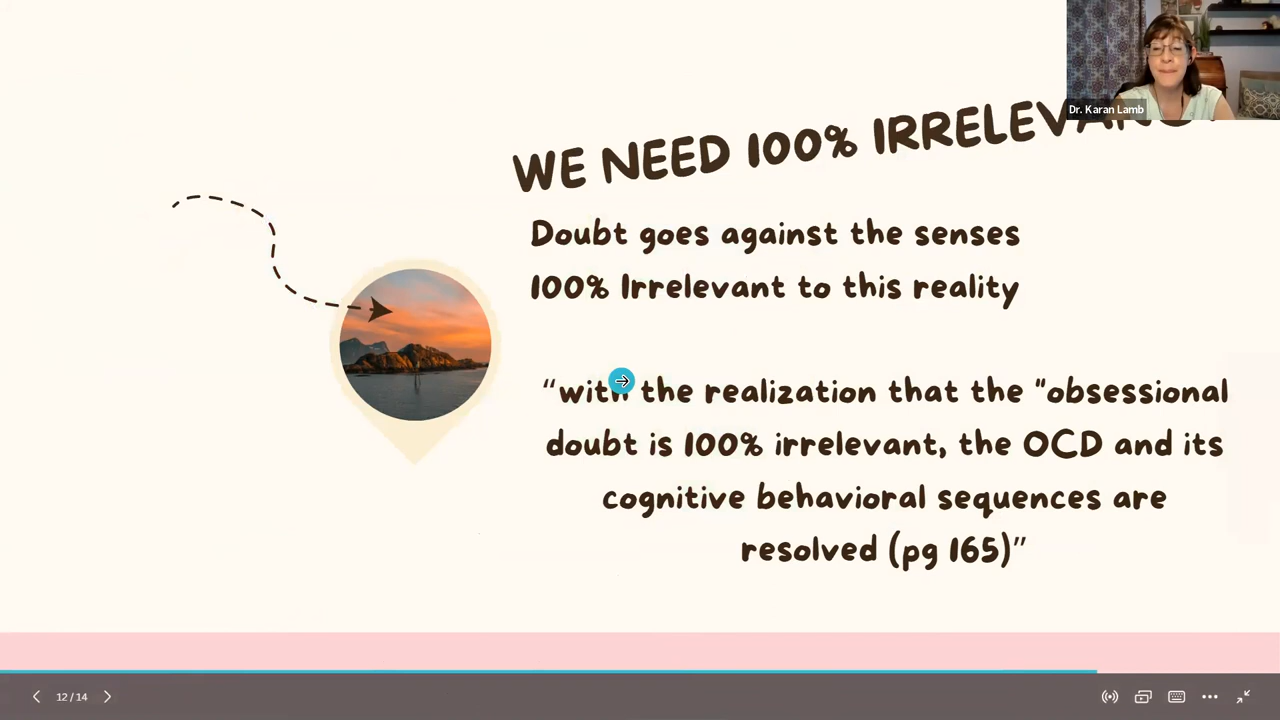 Dr. Karan Lamb
WE NEED 100%
Doubt goes against the senses
100% Irrelevant to this reality
“with the realization that the "obsessional
doubt is 100% irrelevant, the OCD and its
cognitive behavioral sequences are
resolved (pg 165)”
12 / 14